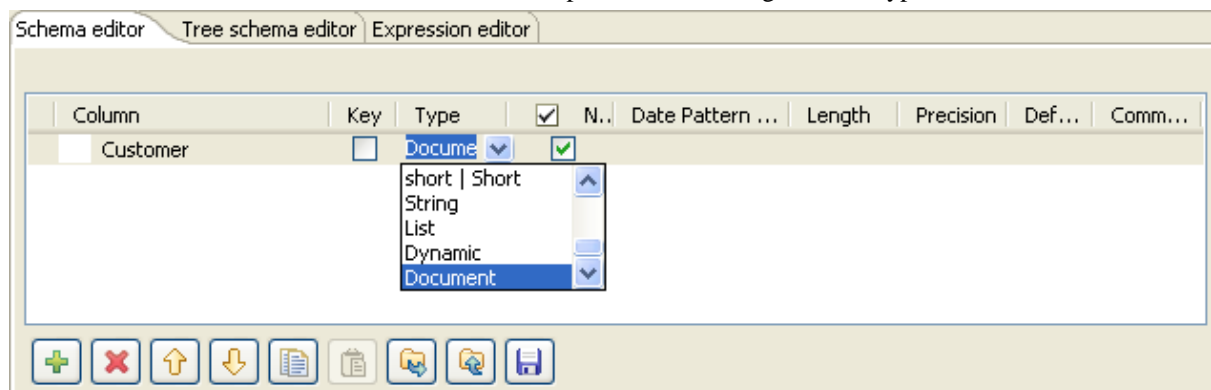 Schema editor Tree schema editor Expression editor
Column Key Type N.. Date Pattern ... Length Precision Def... Comm...
Customer Docume
short | Short
String
List
Dynamic
Document